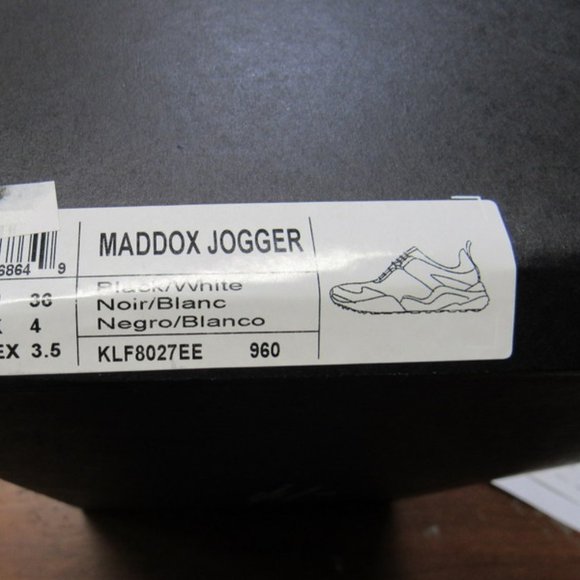 6864 9
MADDOX JOGGER
Black/White
Noir/Blanc
Negro/Blanco
36
4
EX 3.5
KLF8027EE 960